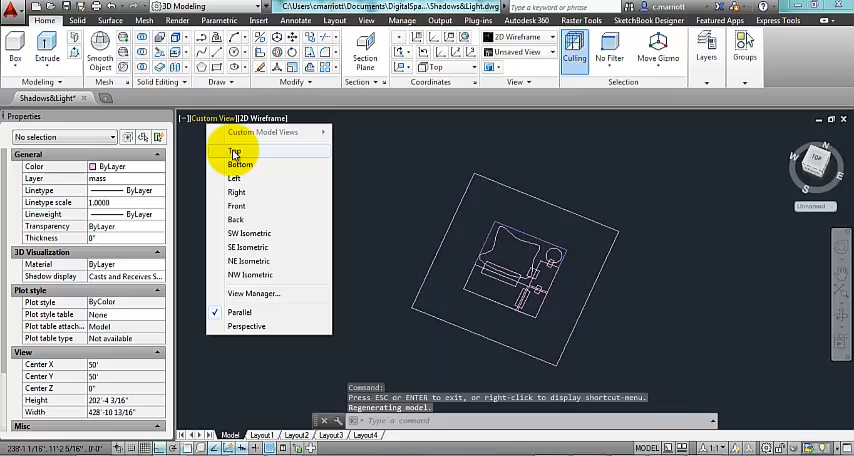 3D Modeling
C:\Users\cmarriott\Documents\DigitalSpa...\Shadows&Light.dwg
Type a keyword or phrase
c.marriott
Home Solid Surface Mesh Render Parametric Insert Annotate Layout View Manage Output Plug-ins Autodesk 360 Raster Tools SketchBook Designer Featured Apps Express Tools
Box
Extrude
Smooth Object
Section Plane
2D Wireframe
Unsaved View
Top
Culling
No Filter
Move Gizmo
Layers
Groups
Modeling
Mesh
Solid Editing
Draw
Modify
Section
Coordinates
View
Selection
Shadows&Light*
Properties
No selection
General
Color ByLayer
Layer mass
Linetype ByLayer
Linetype scale 1.0000
Lineweight ByLayer
Transparency ByLayer
Thickness 0"
3D Visualization
Material ByLayer
Shadow display Casts and Receives S...
Plot style
Plot style ByColor
Plot style table None
Plot table attach... Model
Plot table type Not available
View
Center X 50'
Center Y 50'
Center Z 0"
Height 202'-4 3/16"
Width 428'-10 13/16"
Misc
[−][Custom View][2D Wireframe]
Custom Model Views
Top
Bottom
Left
Right
Front
Back
SW Isometric
SE Isometric
NE Isometric
NW Isometric
View Manager...
Parallel
Perspective
N
W
TOP
E
S
Unnamed
Command:
Press ESC or ENTER to exit, or right-click to display shortcut-menu.
Regenerating model.
Type a command
Model Layout1 Layout2 Layout3 Layout4
MODEL
1:1